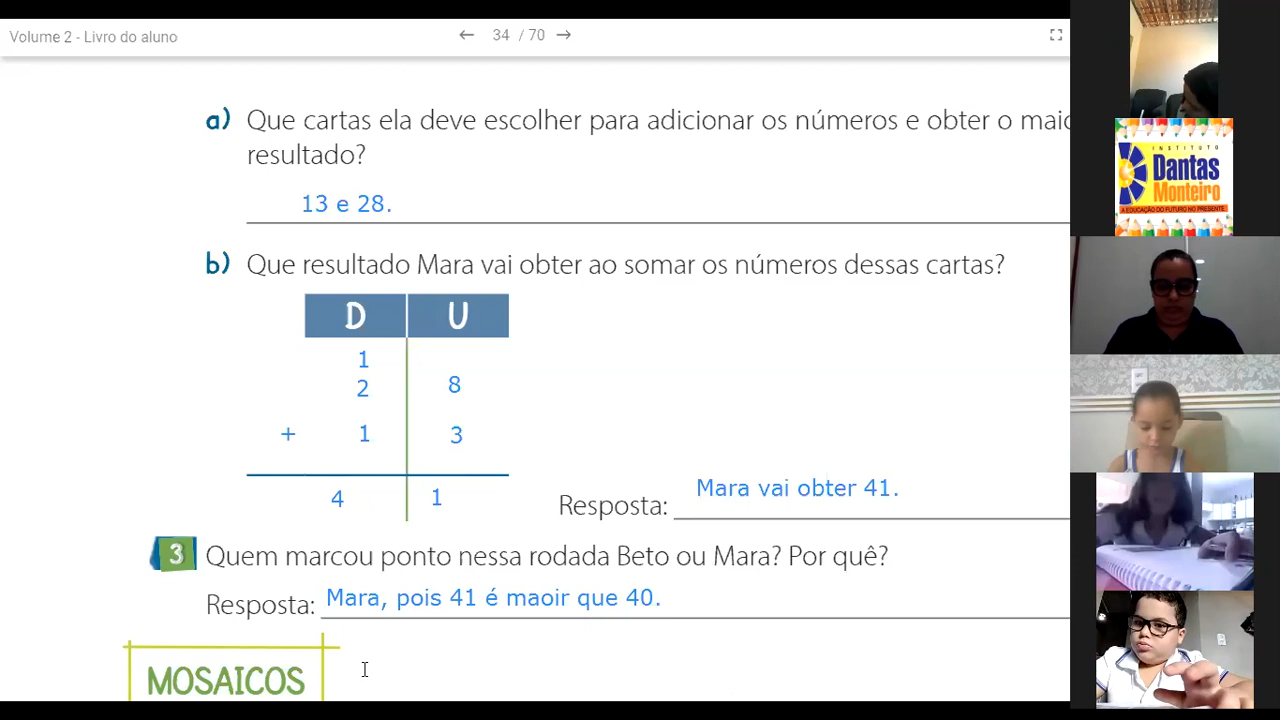 Volume 2 - Livro do aluno
← 34 / 70 →
a) Que cartas ela deve escolher para adicionar os números e obter o maio
resultado?
13 e 28.
b) Que resultado Mara vai obter ao somar os números dessas cartas?
D U
1
2 8
+ 1 3
4 1
Resposta: Mara vai obter 41.
3 Quem marcou ponto nessa rodada Beto ou Mara? Por quê?
Resposta: Mara, pois 41 é maoir que 40.
MOSAICOS
INSTITUTO
Dantas
Monteiro
A EDUCAÇÃO DO FUTURO NO PRESENTE